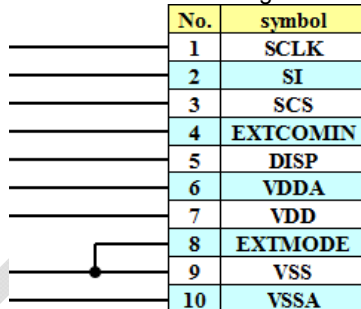 No. symbol
1 SCLK
2 SI
3 SCS
4 EXTCOMIN
5 DISP
6 VDDA
7 VDD
8 EXTMODE
9 VSS
10 VSSA